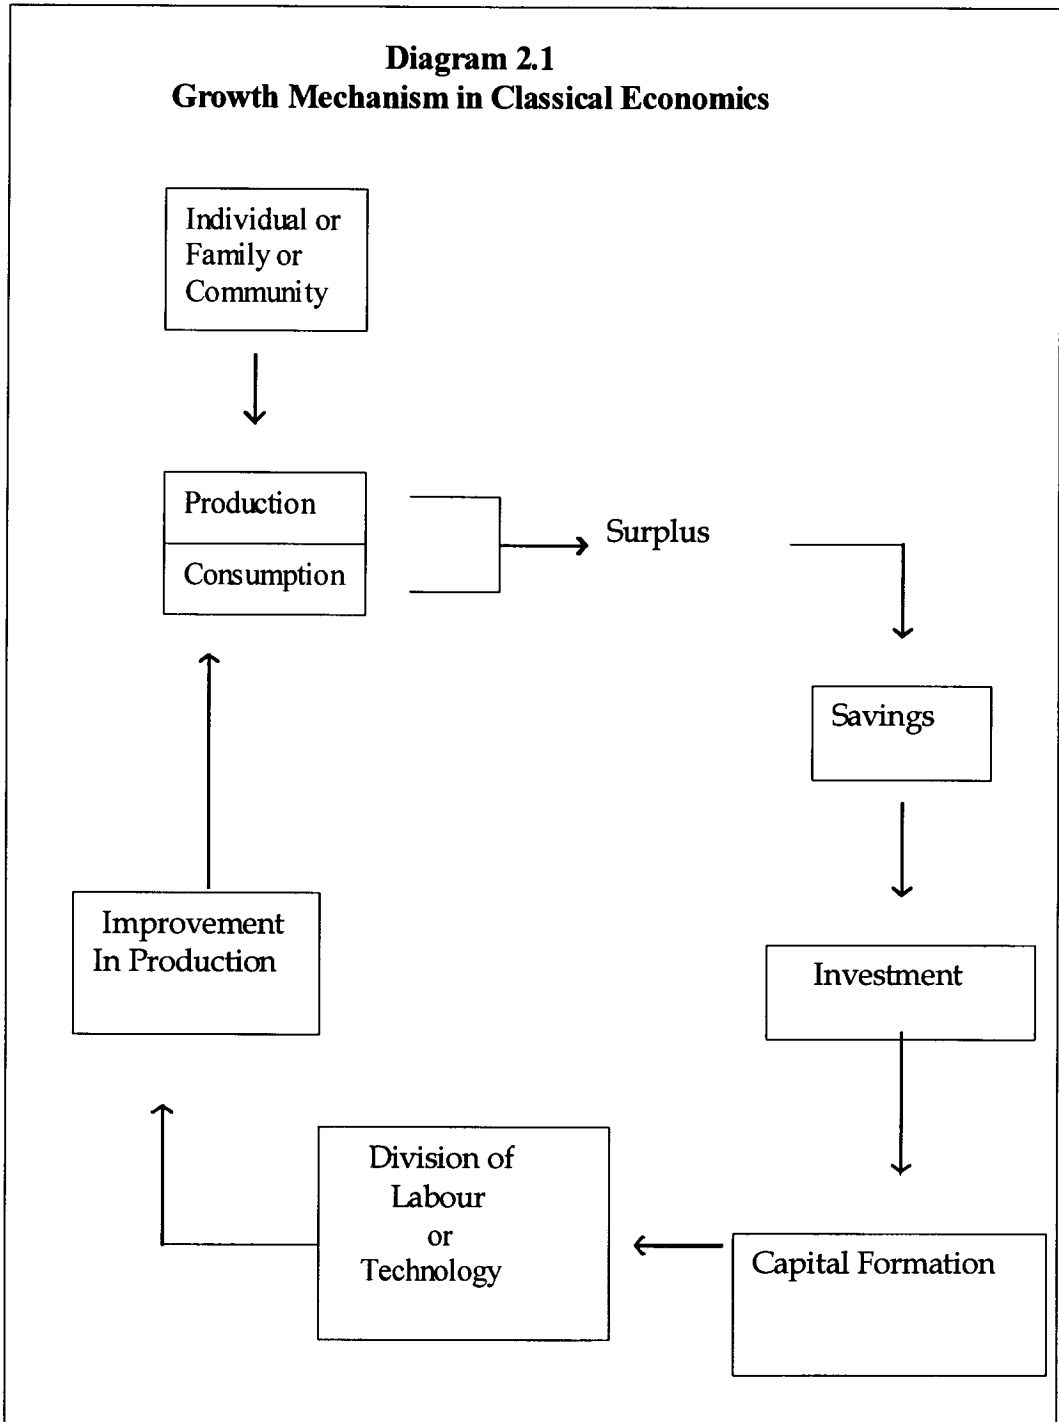 Diagram 2.1
Growth Mechanism in Classical Economics
Individual or
Family or
Community
Production
Consumption
Surplus
Savings
Investment
Capital Formation
Division of
Labour
or
Technology
Improvement
In Production